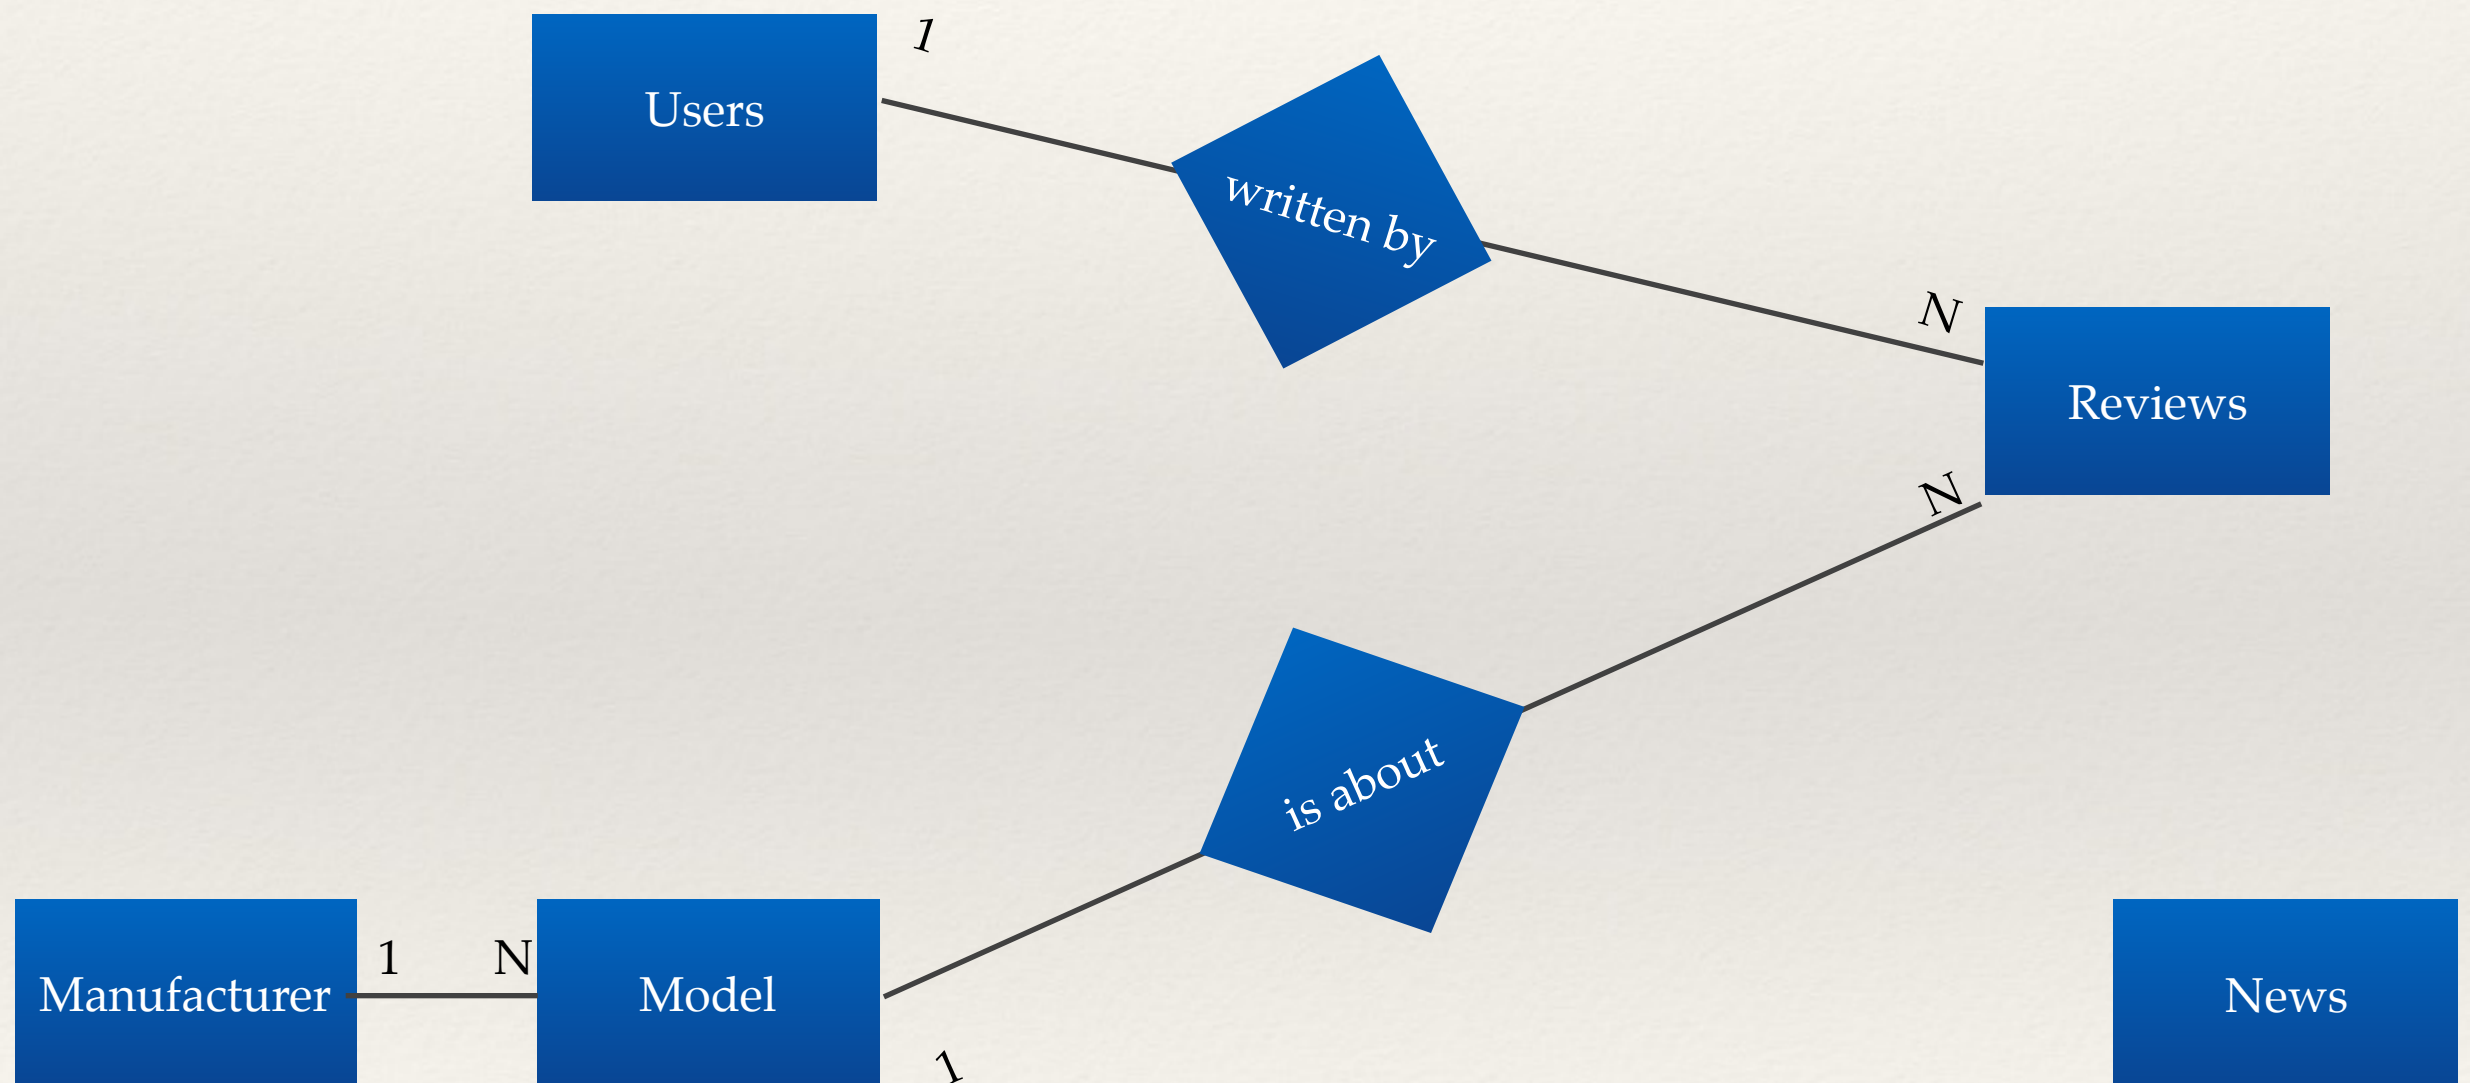 1
Users
written by
N
Reviews
N
is about
1
N
Manufacturer
Model
News
1